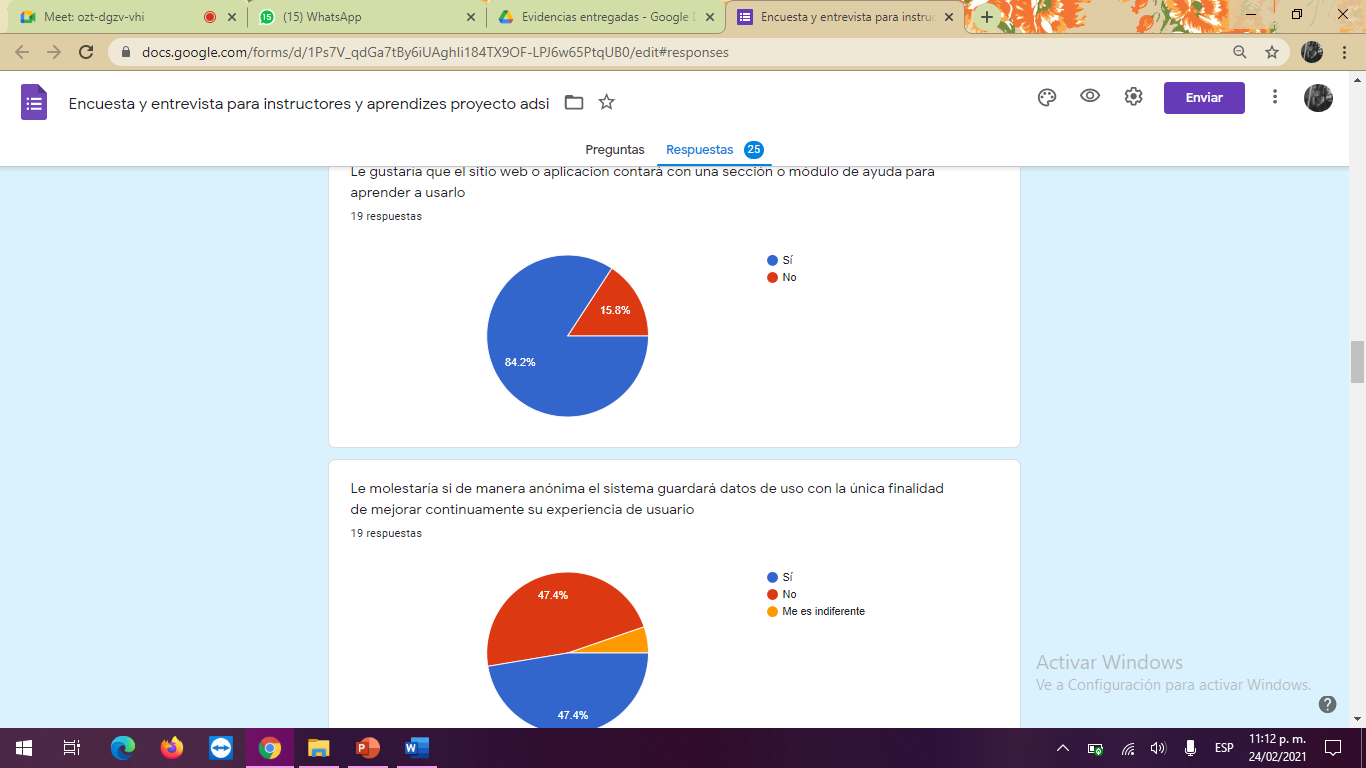 Meet: ozt-dgzv-vhi
(15) WhatsApp
Evidencias entregadas - Google
Encuesta y entrevista para instruc
docs.google.com/forms/d/1Ps7V_qdGa7tBy6iUAghIi184TX9OF-LPJ6w65PtqUB0/edit#responses
Encuesta y entrevista para instructores y aprendizes proyecto adsi
Enviar
Preguntas
Respuestas 25
Le gustaría que el sitio web o aplicacion contará con una sección o módulo de ayuda para
aprender a usarlo
19 respuestas
Sí
No
15.8%
84.2%
Le molestaría si de manera anónima el sistema guardará datos de uso con la única finalidad
de mejorar continuamente su experiencia de usuario
19 respuestas
Sí
No
Me es indiferente
47.4%
47.4%
Activar Windows
Ve a Configuración para activar Windows.
ESP
11:12 p. m.
24/02/2021